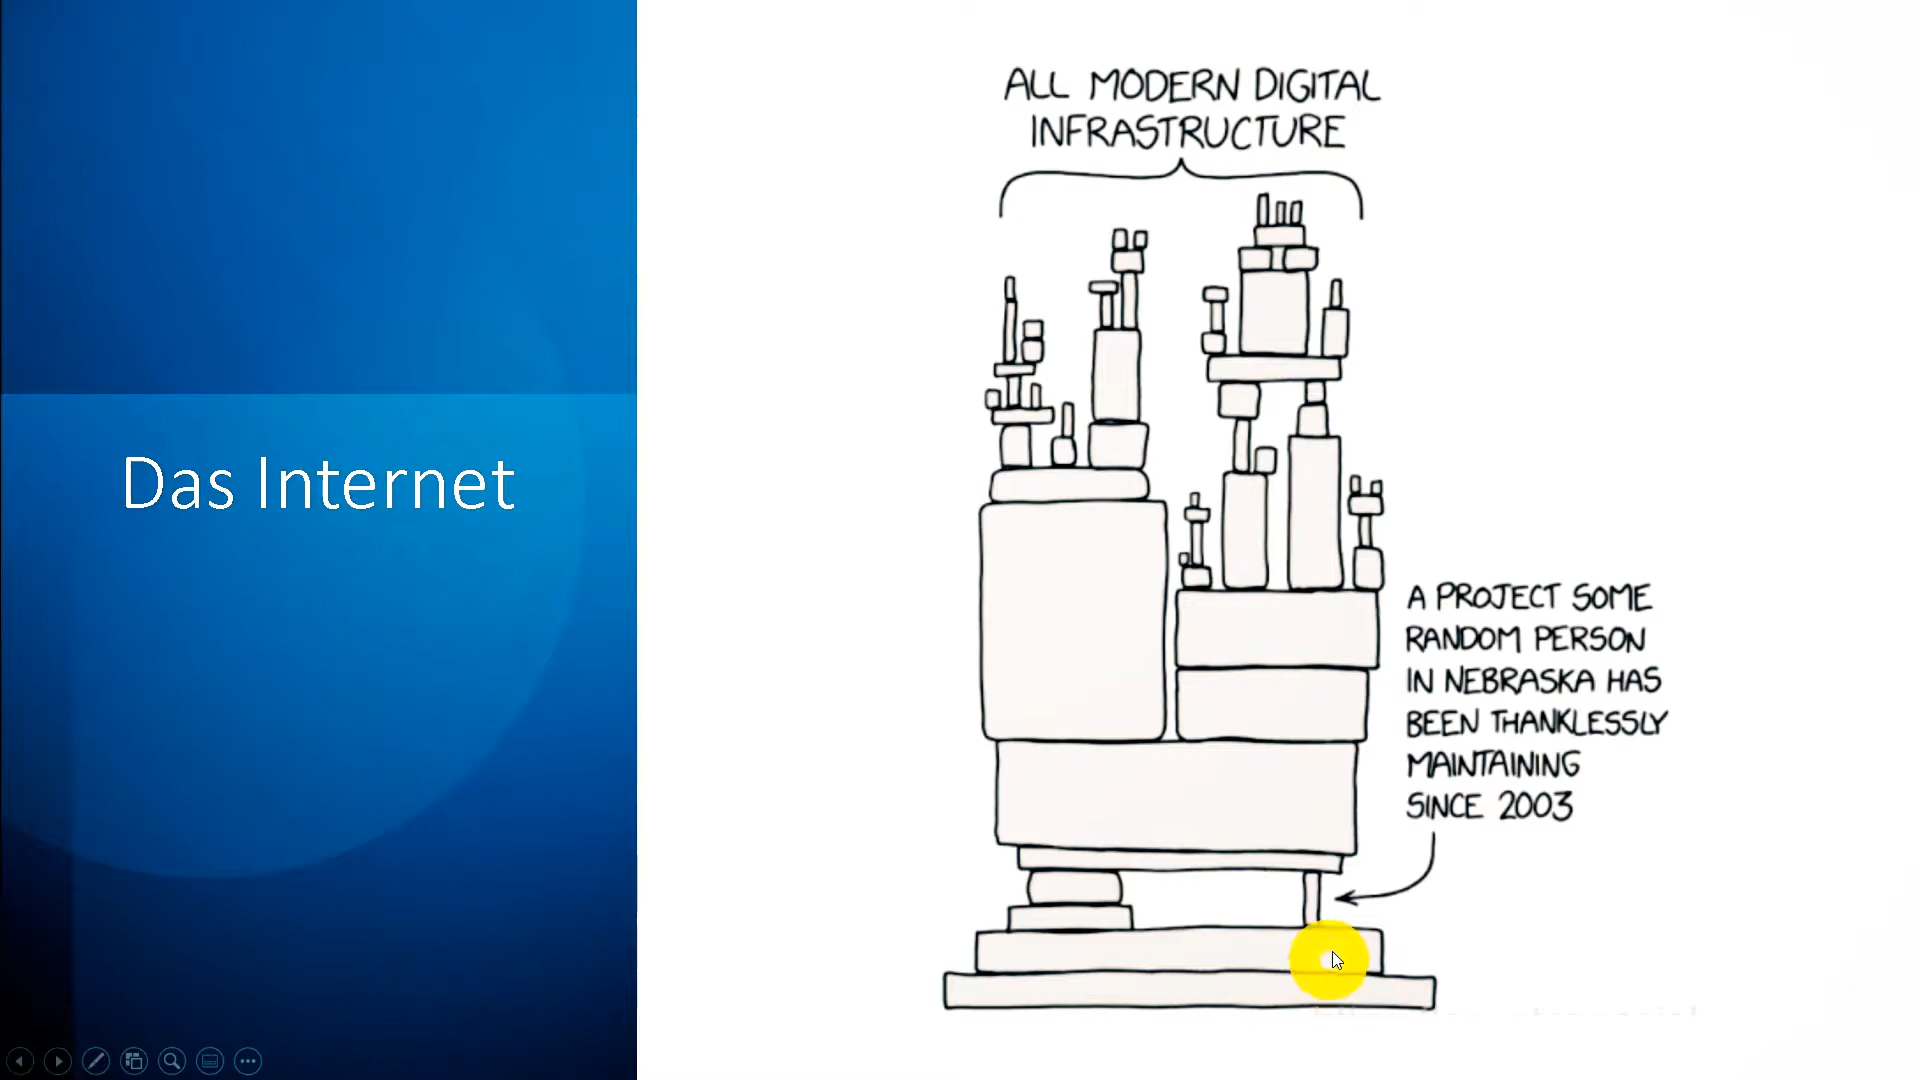 Das Internet
ALL MODERN DIGITAL
INFRASTRUCTURE
A PROJECT SOME
RANDOM PERSON
IN NEBRASKA HAS
BEEN THANKLESSLY
MAINTAINING
SINCE 2003